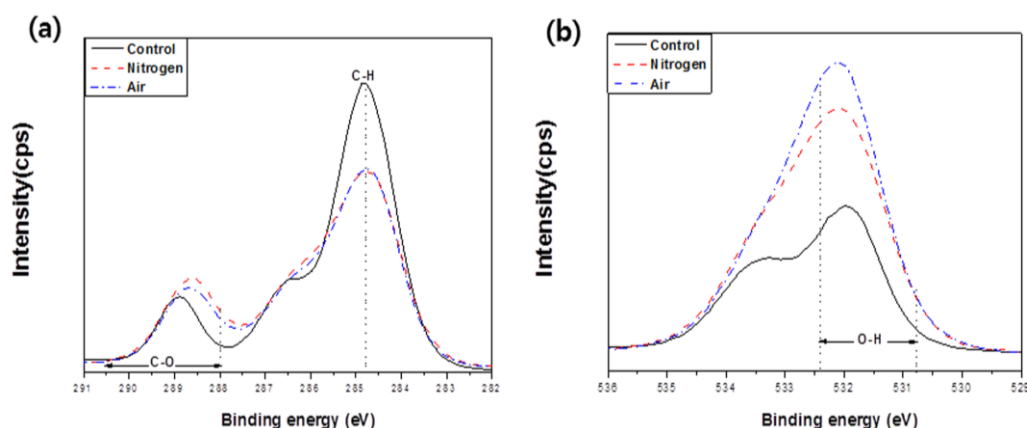 (a)
Control
Nitrogen
Air
C-H
C-O
Intensity(cps)
291 290 289 288 287 286 285 284 283 282
Binding energy (eV)
(b)
Control
Nitrogen
Air
O-H
Intensity(cps)
536 535 534 533 532 531 530 529
Binding energy (eV)